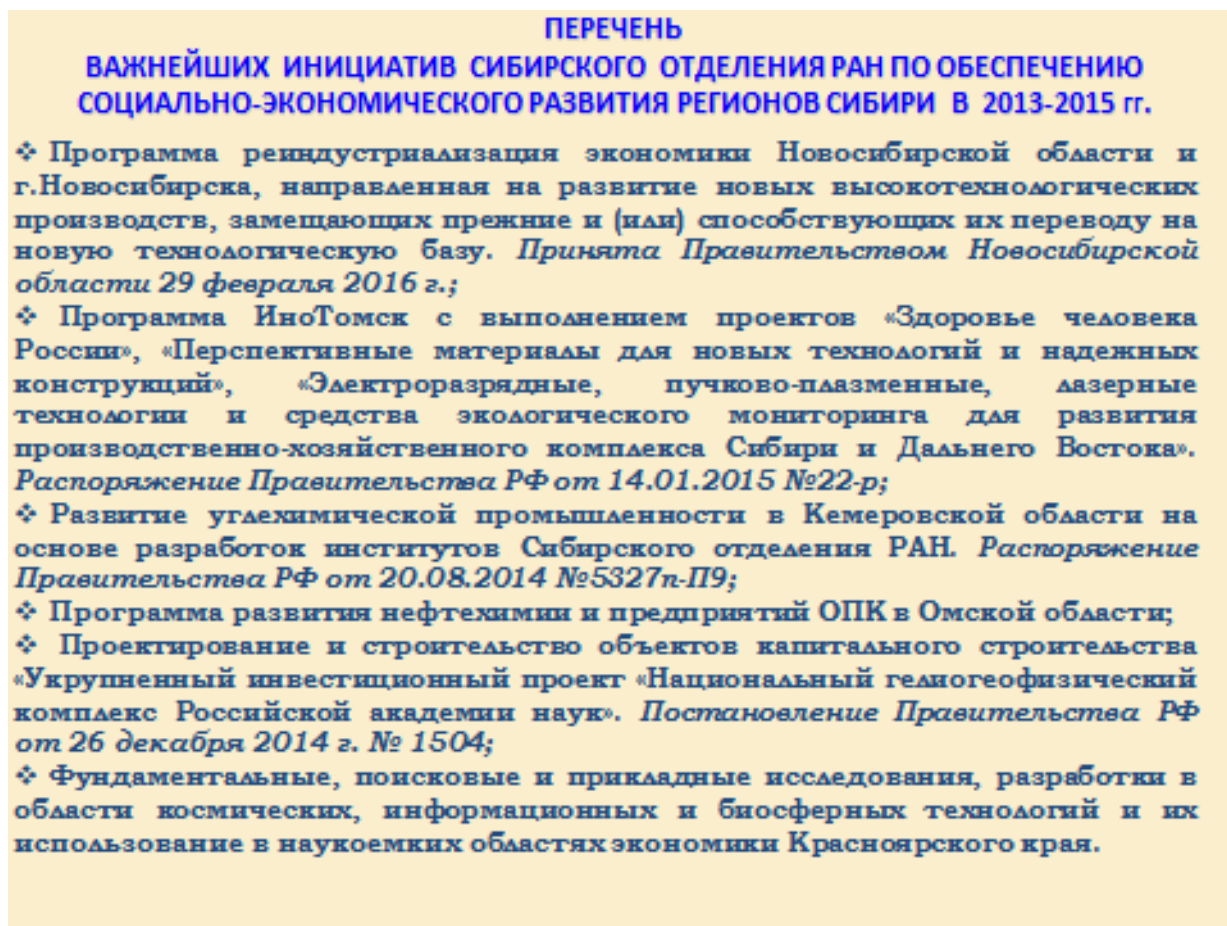 ПЕРЕЧЕНЬ
ВАЖНЕЙШИХ ИНИЦИАТИВ СИБИРСКОГО ОТДЕЛЕНИЯ РАН ПО ОБЕСПЕЧЕНИЮ
СОЦИАЛЬНО-ЭКОНОМИЧЕСКОГО РАЗВИТИЯ РЕГИОНОВ СИБИРИ В 2013-2015 гг.
❖ Программа реиндустриализация экономики Новосибирской области и
г.Новосибирска, направленная на развитие новых высокотехнологических
производств, замещающих прежние и (или) способствующих их переводу на
новую технологическую базу. Принята Правительством Новосибирской
области 29 февраля 2016 г.;
❖ Программа ИноТомск с выполнением проектов «Здоровье человека
России», «Перспективные материалы для новых технологий и надежных
конструкций», «Электроразрядные, пучково-плазменные, лазерные
технологии и средства экологического мониторинга для развития
производственно-хозяйственного комплекса Сибири и Дальнего Востока».
Распоряжение Правительства РФ от 14.01.2015 №22-р;
❖ Развитие углехимической промышленности в Кемеровской области на
основе разработок институтов Сибирского отделения РАН. Распоряжение
Правительства РФ от 20.08.2014 №5327п-П9;
❖ Программа развития нефтехимии и предприятий ОПК в Омской области;
❖ Проектирование и строительство объектов капитального строительства
«Укрупненный инвестиционный проект «Национальный гелиогеофизический
комплекс Российской академии наук». Постановление Правительства РФ
от 26 декабря 2014 г. № 1504;
❖ Фундаментальные, поисковые и прикладные исследования, разработки в
области космических, информационных и биосферных технологий и их
использование в наукоемких областях экономики Красноярского края.